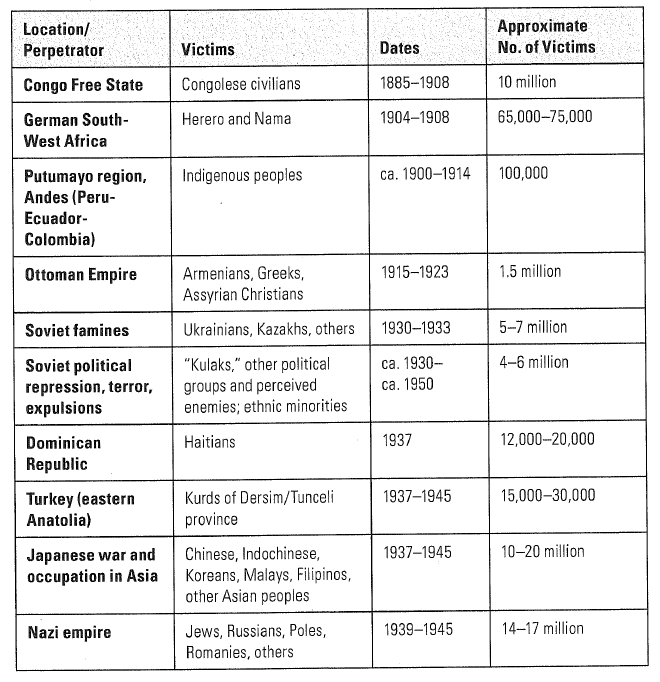 Location/
Perpetrator
Victims
Dates
Approximate
No. of Victims
Congo Free State
Congolese civilians
1885–1908
10 million
German South-
West Africa
Herero and Nama
1904–1908
65,000–75,000
Putumayo region,
Andes (Peru-
Ecuador-
Colombia)
Indigenous peoples
ca. 1900–1914
100,000
Ottoman Empire
Armenians, Greeks,
Assyrian Christians
1915–1923
1.5 million
Soviet famines
Ukrainians, Kazakhs, others
1930–1933
5–7 million
Soviet political
repression, terror,
expulsions
“Kulaks,” other political
groups and perceived
enemies; ethnic minorities
ca. 1930–
ca. 1950
4–6 million
Dominican
Republic
Haitians
1937
12,000–20,000
Turkey (eastern
Anatolia)
Kurds of Dersim/Tunceli
province
1937–1945
15,000–30,000
Japanese war and
occupation in Asia
Chinese, Indochinese,
Koreans, Malays, Filipinos,
other Asian peoples
1937–1945
10–20 million
Nazi empire
Jews, Russians, Poles,
Romanies, others
1939–1945
14–17 million